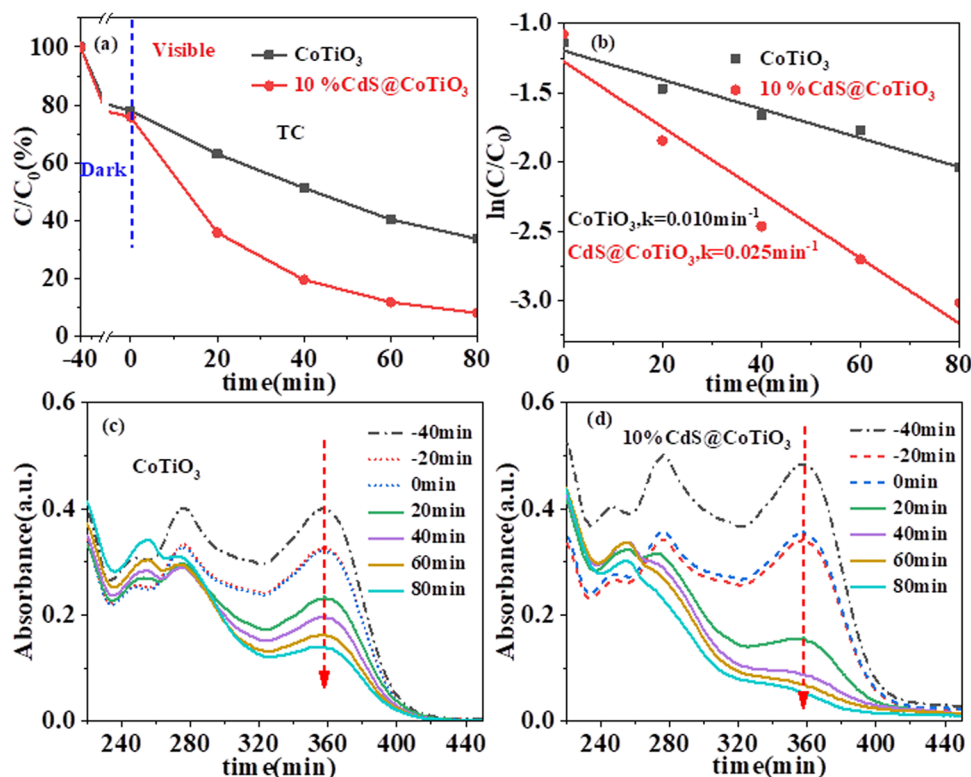 (a)
Visible
CoTiO₃
10 %CdS@CoTiO₃
TC
Dark
C/C₀(%)
100
80
60
40
20
0
-40
0
20
40
60
80
time(min)
(b)
CoTiO₃
10 %CdS@CoTiO₃
CoTiO₃,k=0.010min⁻¹
CdS@CoTiO₃,k=0.025min⁻¹
ln(C/C₀)
-1.0
-1.5
-2.0
-2.5
-3.0
0
20
40
60
80
time(min)
(c)
CoTiO₃
-40min
-20min
0min
20min
40min
60min
80min
Absorbance(a.u.)
0.6
0.4
0.2
0.0
240
280
320
360
400
440
time(min)
(d)
10%CdS@CoTiO₃
-40min
-20min
0min
20min
40min
60min
80min
Absorbance(a.u.)
0.6
0.4
0.2
0.0
240
280
320
360
400
440
time(min)